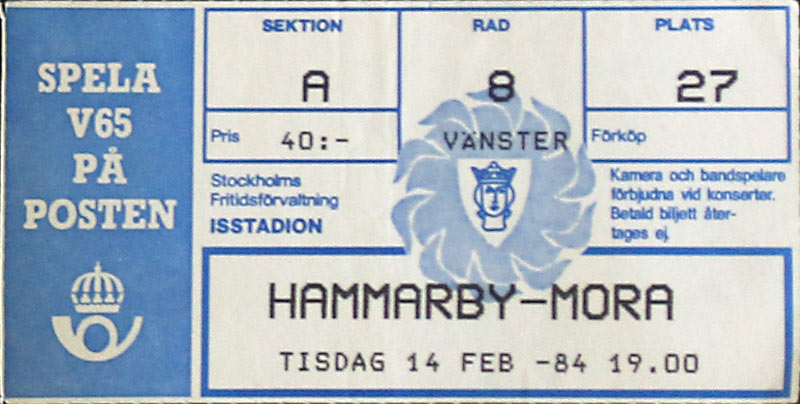 SPELA
V65
PÅ
POSTEN
SEKTION
A
RAD
8
PLATS
27
Pris 40:-
VÄNSTER
Förköp
Stockholms
Fritidsförvaltning
ISSTADION
Kamera och bandspelare
förbjudna vid konserter.
Betald biljett åter-
tages ej.
HAMMARBY-MORA
TISDAG 14 FEB -84 19.00